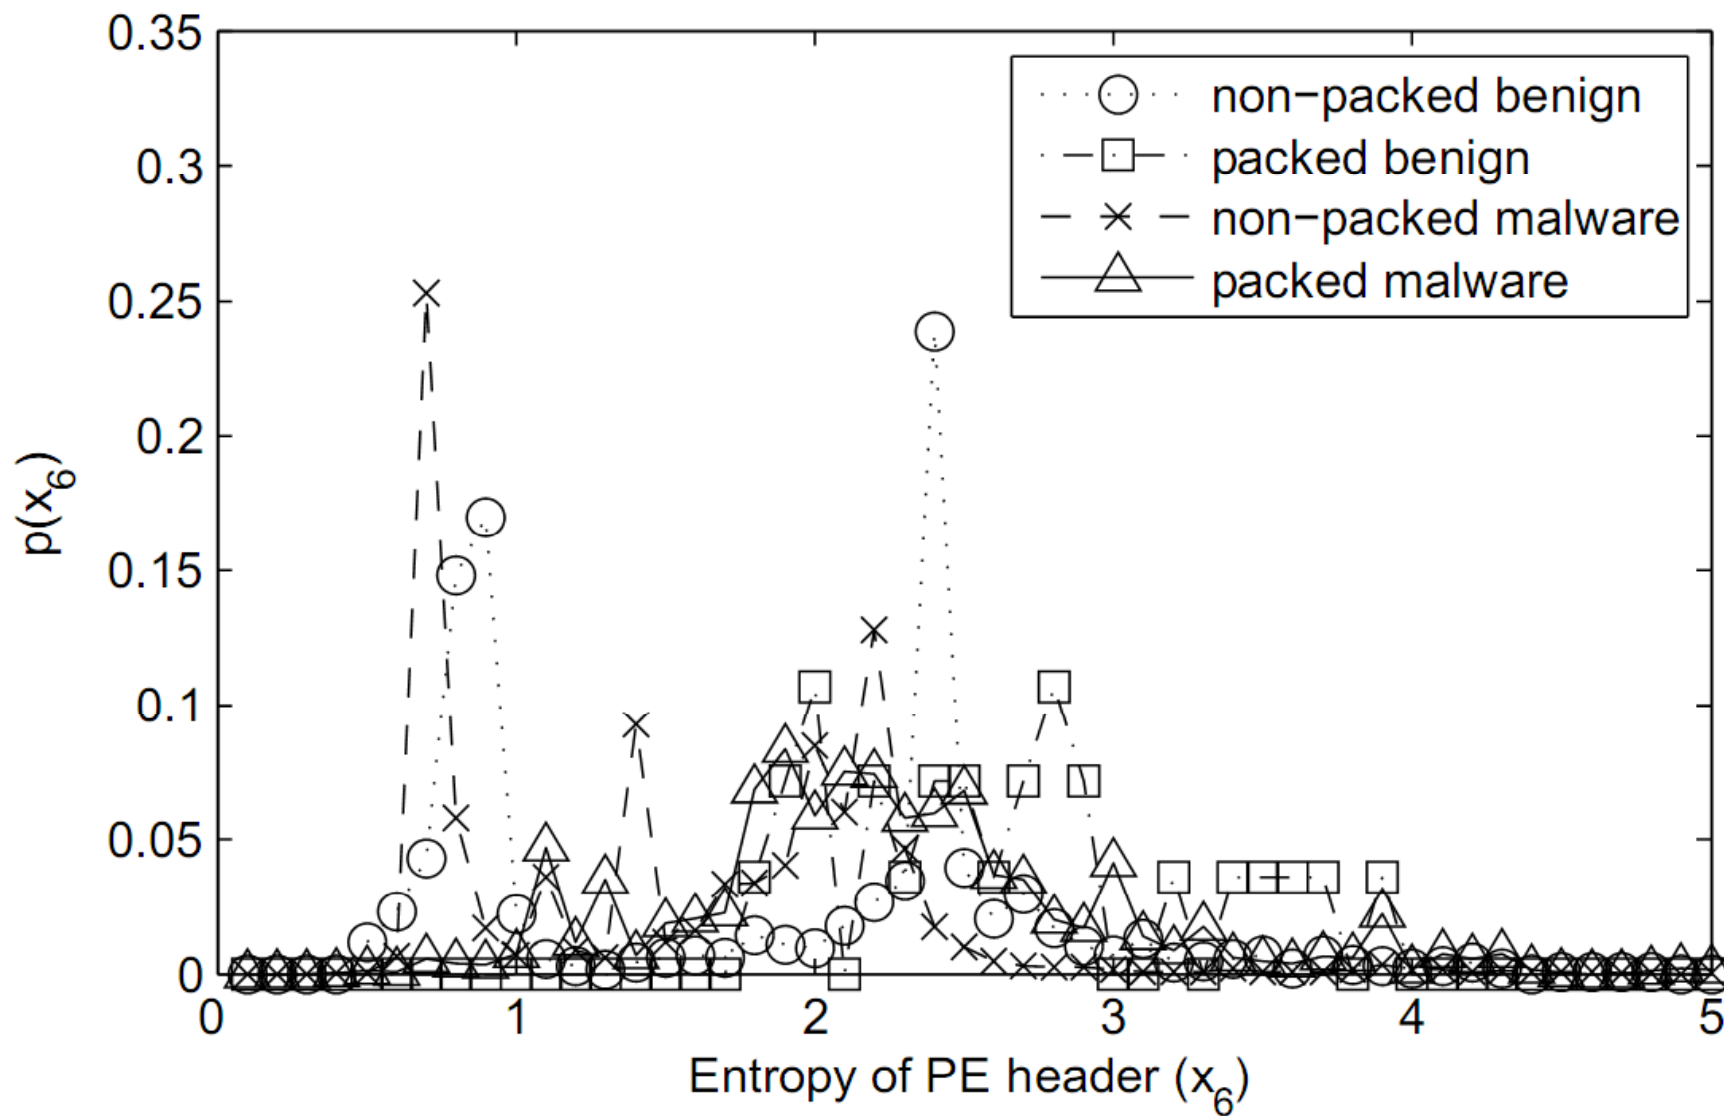 0.35
0.3
0.25
0.2
0.15
0.1
0.05
0
p(x6)
non−packed benign
packed benign
non−packed malware
packed malware
0 1 2 3 4 5
Entropy of PE header (x6)